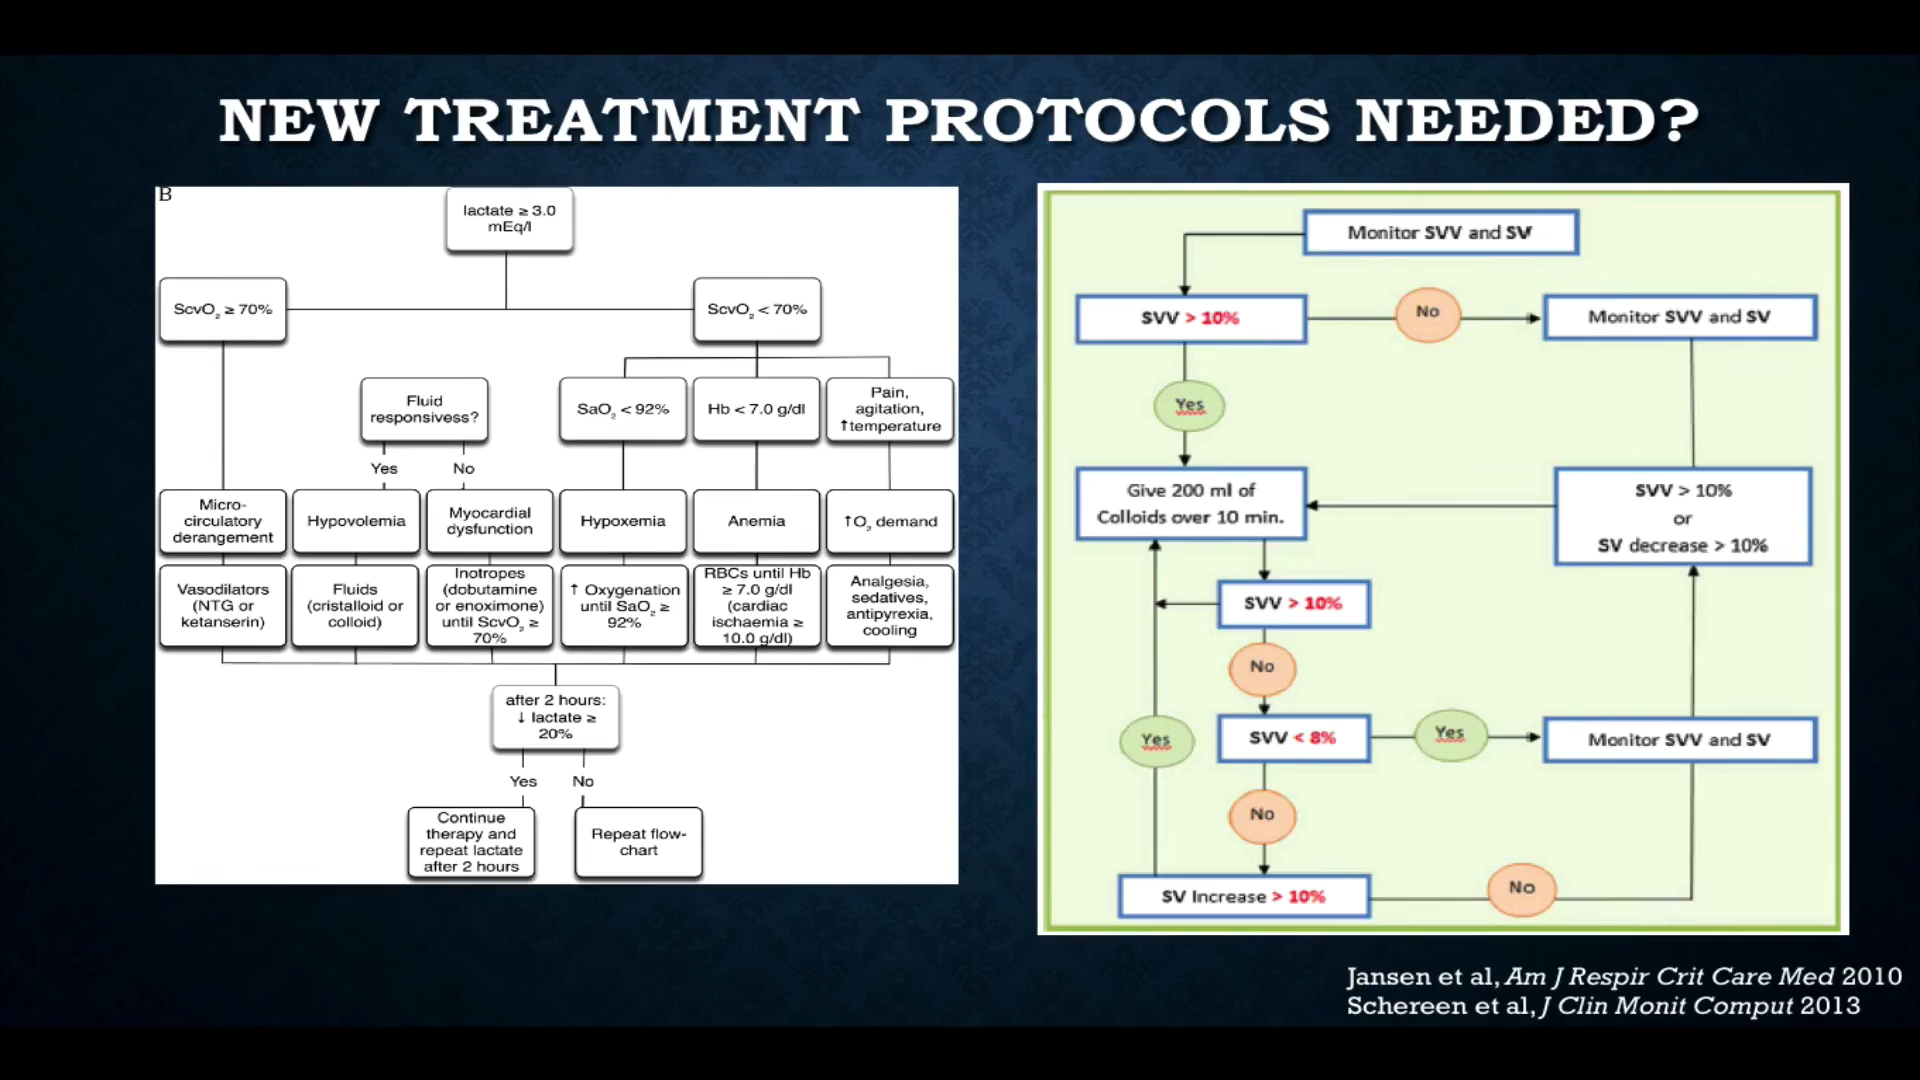 NEW TREATMENT PROTOCOLS NEEDED?
B
lactate ≥ 3.0
mEq/l
ScvO₂ ≥ 70%
ScvO₂ < 70%
Fluid
responsivess?
Yes
No
SaO₂ < 92%
Hb < 7.0 g/dl
Pain,
agitation,
↑temperature
Micro-
circulatory
derangement
Hypovolemia
Myocardial
dysfunction
Hypoxemia
Anemia
↑O₂ demand
Vasodilators
(NTG or
ketanserin)
Fluids
(cristalloid or
colloid)
Inotropes
(dobutamine
or enoximone)
until ScvO₂ ≥
70%
↑ Oxygenation
until SaO₂ ≥
92%
RBCs until Hb
≥ 7.0 g/dl
(cardiac
ischaemia ≥
10.0 g/dl)
Analgesia,
sedatives,
antipyrexia,
cooling
after 2 hours:
↓ lactate ≥
20%
Yes
No
Continue
therapy and
repeat lactate
after 2 hours
Repeat flow-
chart
Monitor SVV and SV
SVV > 10%
No
Monitor SVV and SV
Yes
Give 200 ml of
Colloids over 10 min.
SVV > 10%
or
SV decrease > 10%
SVV > 10%
No
Yes
SVV < 8%
Yes
Monitor SVV and SV
No
SV Increase > 10%
No
Jansen et al, Am J Respir Crit Care Med 2010
Schereen et al, J Clin Monit Comput 2013